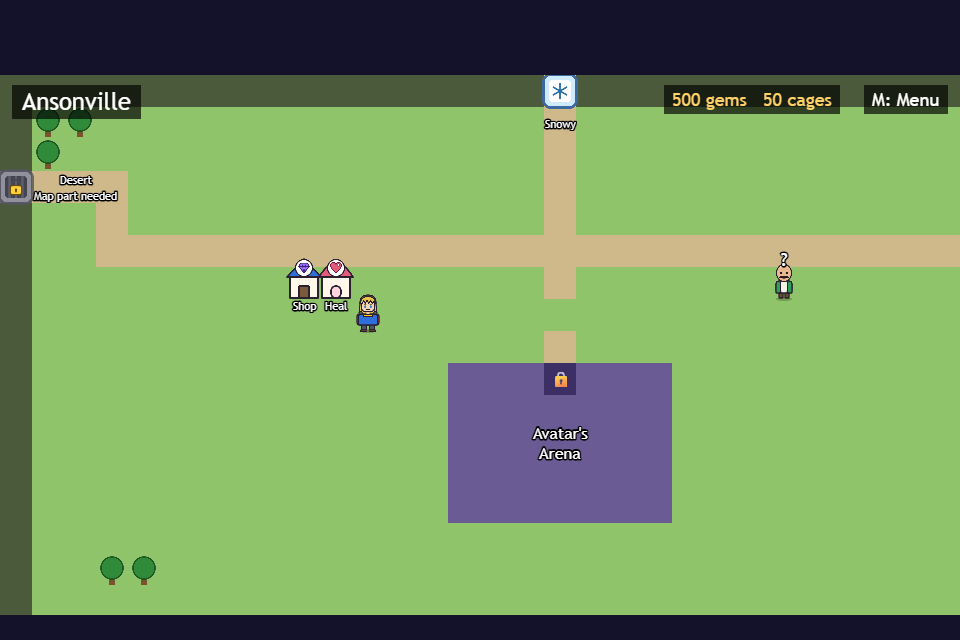 Ansonville
500 gems 50 cages
M: Menu
Snowy
Desert
Map part needed
?
Shop
Heal
Avatar's
Arena